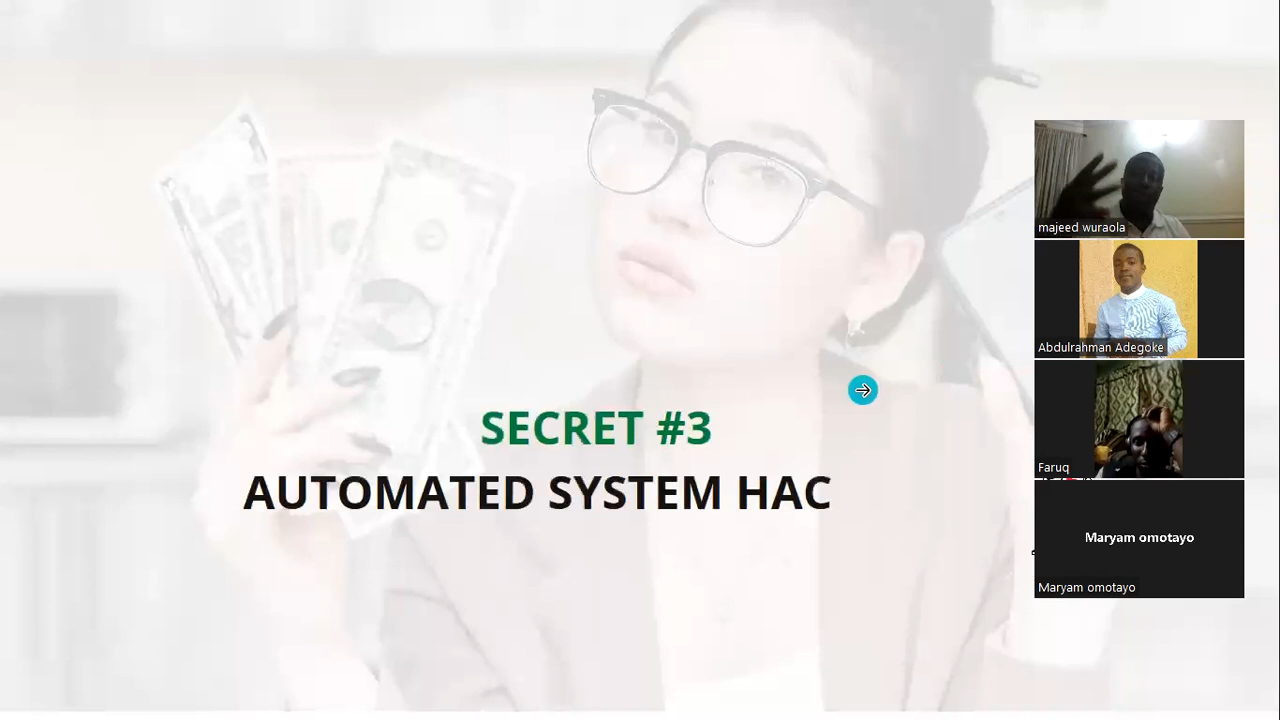 SECRET #3
AUTOMATED SYSTEM HAC
majeed wuraola
Abdulrahman Adegoke
Faruq
Maryam omotayo
Maryam omotayo